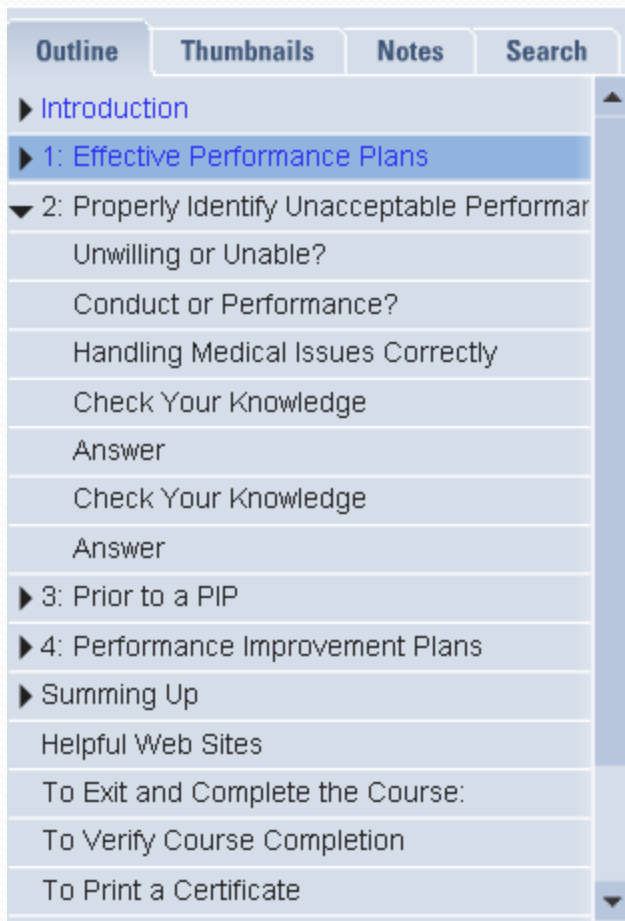 Outline Thumbnails Notes Search
Introduction
1: Effective Performance Plans
2: Properly Identify Unacceptable Performan
Unwilling or Unable?
Conduct or Performance?
Handling Medical Issues Correctly
Check Your Knowledge
Answer
Check Your Knowledge
Answer
3: Prior to a PIP
4: Performance Improvement Plans
Summing Up
Helpful Web Sites
To Exit and Complete the Course:
To Verify Course Completion
To Print a Certificate